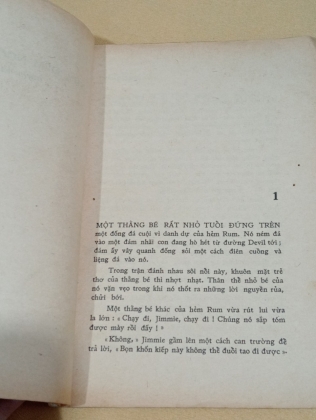 1
MỘT THẰNG BÉ RẤT NHỎ TUỔI ĐỨNG TRÊN
một đống đá cuội vì danh dự của hẻm Rum. Nó ném đá
vào một đám nhãi con đang hò hét từ đường Devil tới ;
đám ấy vây quanh đống sỏi một cách điên cuồng và
liệng đá vào nó.
Trong trận đánh nhau sôi nổi này, khuôn mặt trẻ
thơ của thằng bé thì nhợt nhạt. Thân thể nhỏ bé của
nó vặn vẹo trong khi nó thốt ra những lời nguyền rủa,
chửi bới.
Một thằng bé khác của hẻm Rum vừa rút lui vừa
la lớn : « Chạy đi, Jimmie, chạy đi ! Chúng nó sắp tóm
được mày rồi đấy ! »
«Không,» Jimmie gầm lên một cách can trường để
trả lời, «Bọn khốn kiếp này không thể đuổi tao đi được»